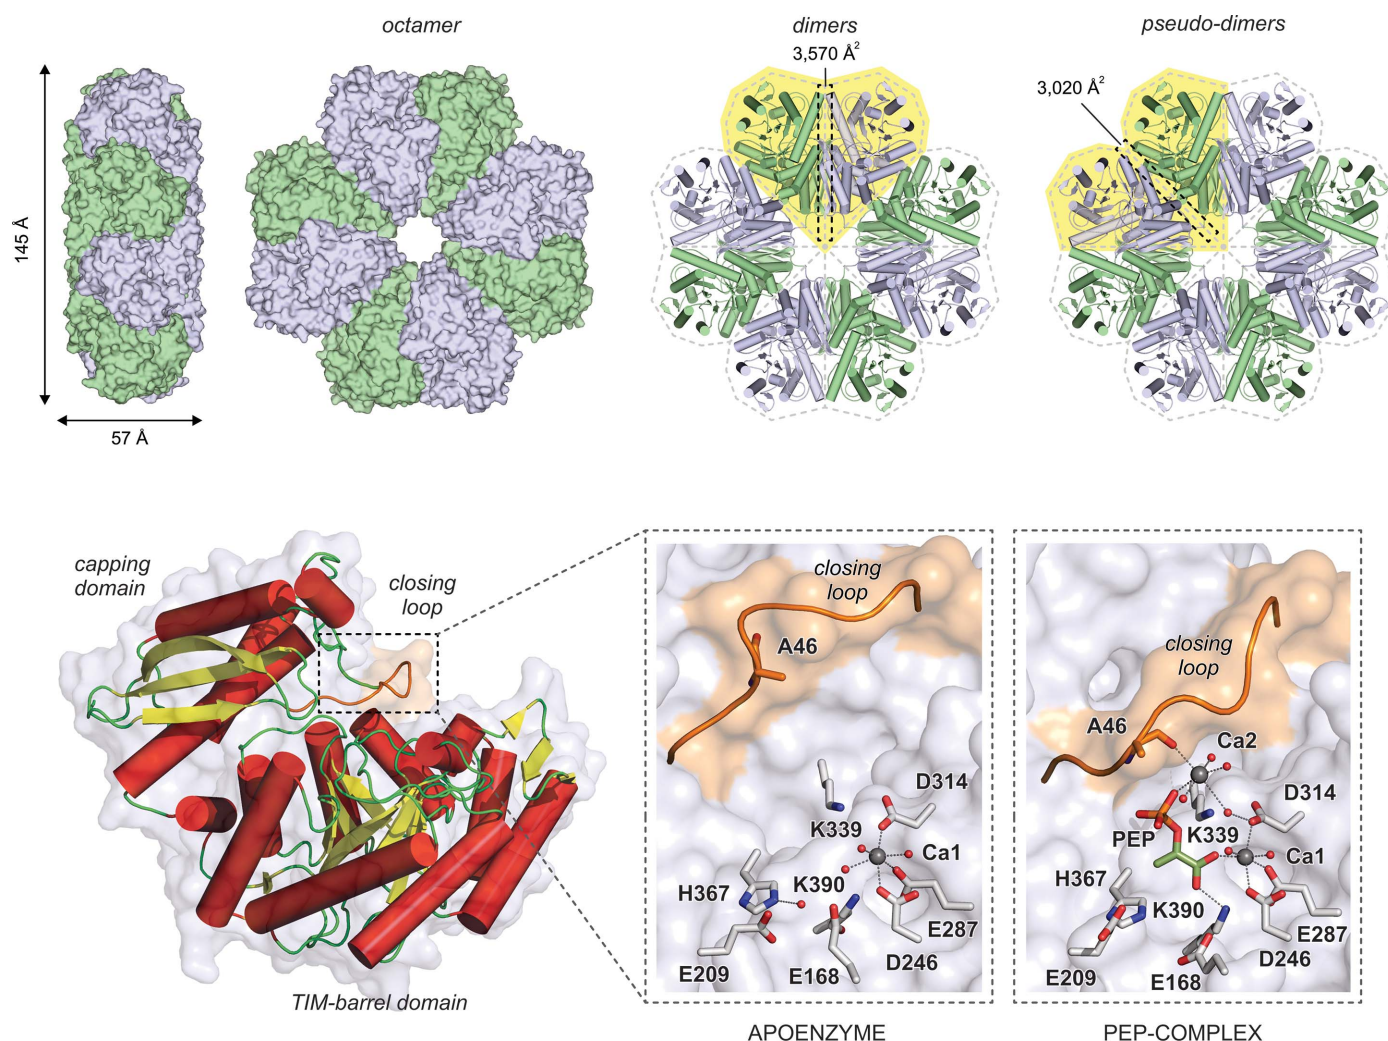 octamer
dimers
pseudo-dimers
3,570 Å²
3,020 Å²
145 Å
57 Å
capping
domain
closing
loop
TIM-barrel domain
closing
loop
A46
D314
K339
Ca1
H367
K390
E287
E209
E168
D246
APOENZYME
closing
loop
A46
Ca2
D314
PEP
K339
Ca1
H367
K390
E287
E209
E168
D246
PEP-COMPLEX